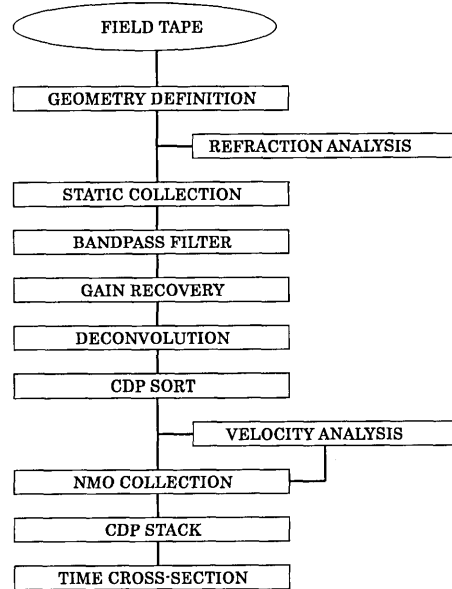 FIELD TAPE
GEOMETRY DEFINITION
REFRACTION ANALYSIS
STATIC COLLECTION
BANDPASS FILTER
GAIN RECOVERY
DECONVOLUTION
CDP SORT
VELOCITY ANALYSIS
NMO COLLECTION
CDP STACK
TIME CROSS-SECTION